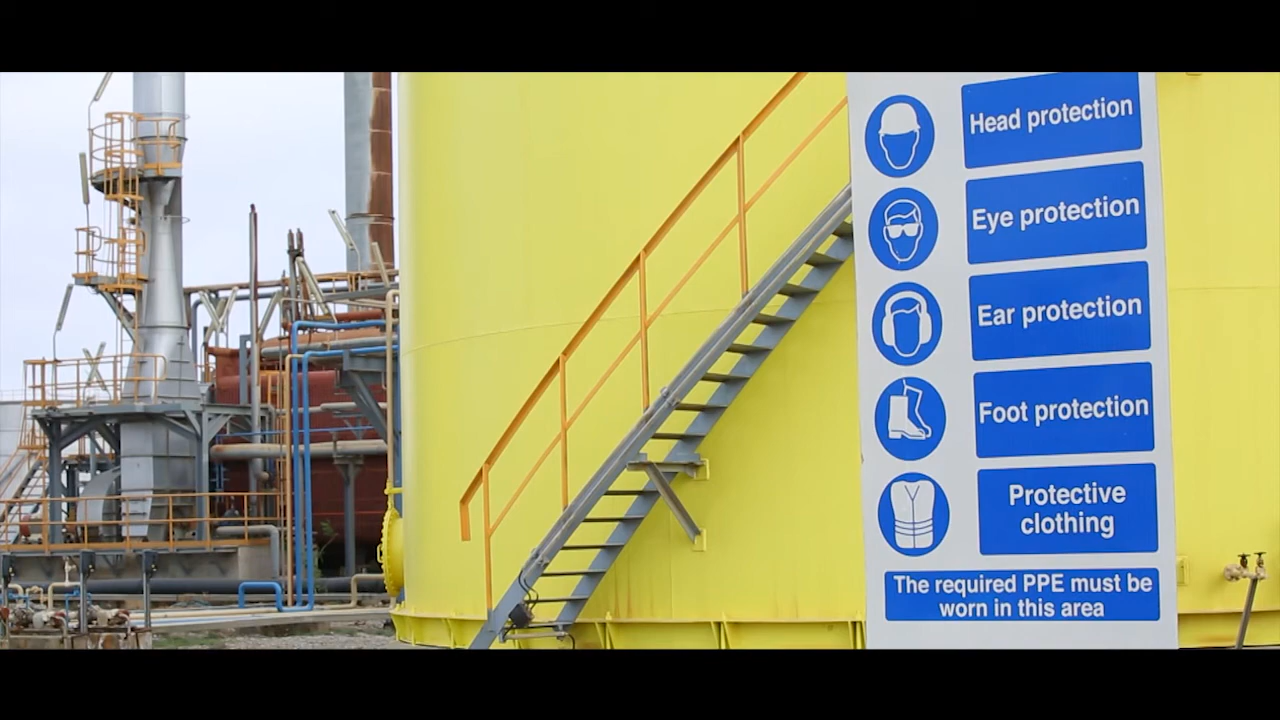 Head protection
Eye protection
Ear protection
Foot protection
Protective
clothing
The required PPE must be
worn in this area